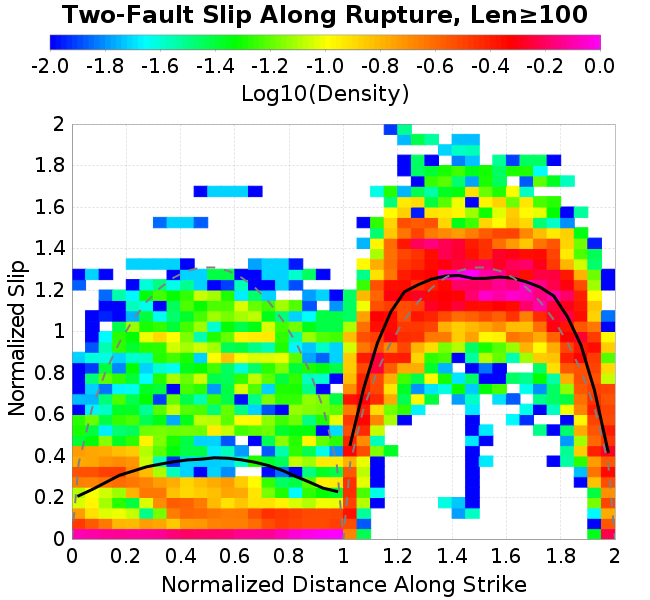 Two-Fault Slip Along Rupture, Len≥100
-2.0 -1.8 -1.6 -1.4 -1.2 -1.0 -0.8 -0.6 -0.4 -0.2 0.0
Log10(Density)
2
1.8
1.6
1.4
1.2
1
0.8
0.6
0.4
0.2
0
Normalized Slip
0 0.2 0.4 0.6 0.8 1 1.2 1.4 1.6 1.8 2
Normalized Distance Along Strike